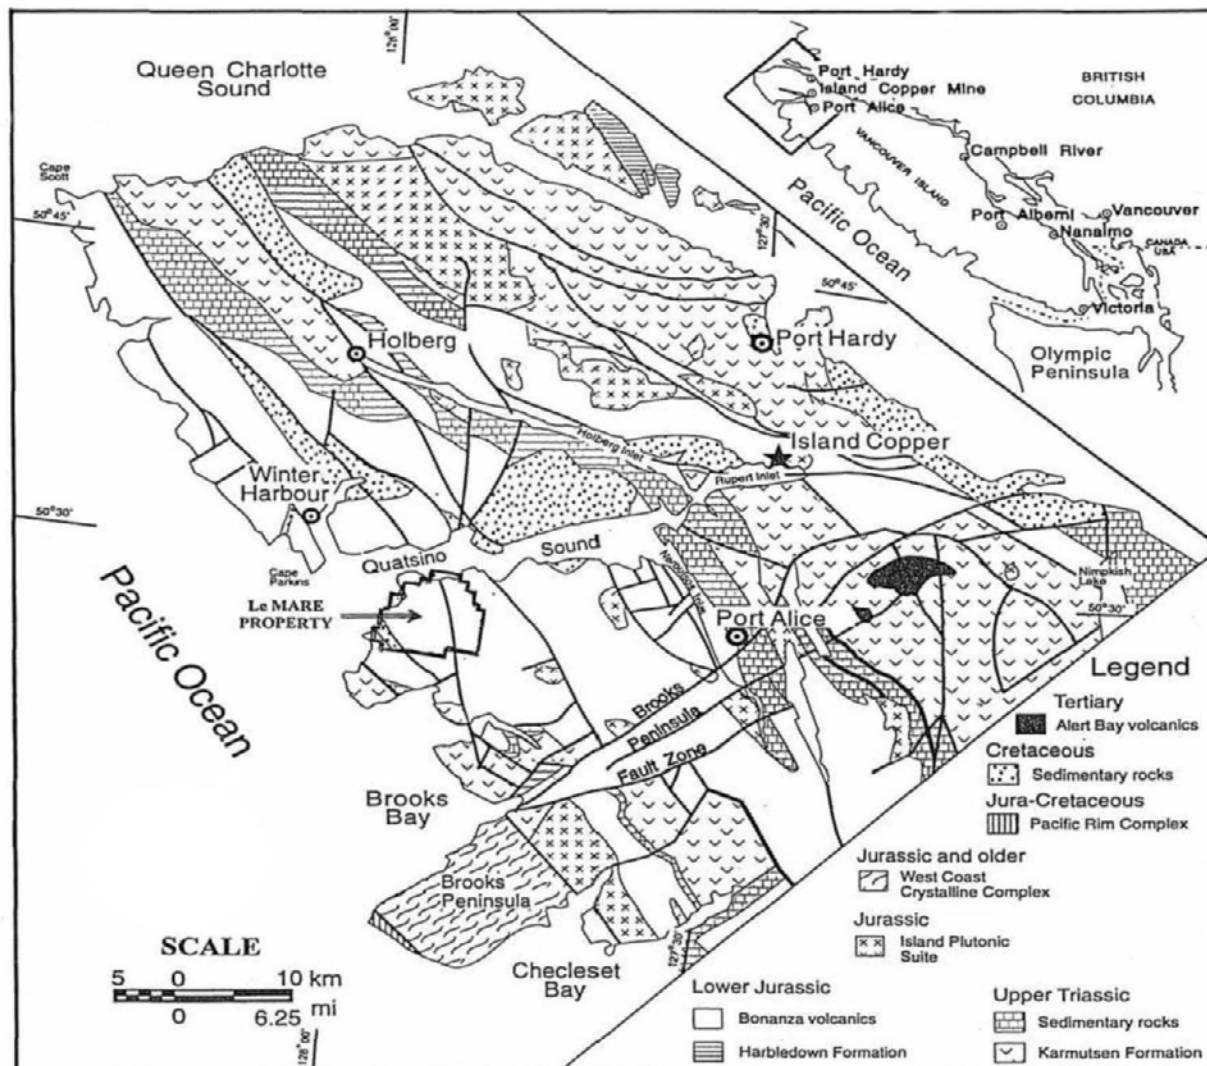 Queen Charlotte
Sound
128°00'
Port Hardy
Island Copper Mine
Port Alice
BRITISH
COLUMBIA
VANCOUVER ISLAND
Campbell River
Pacific Ocean
Port Alberni
Vancouver
Nanaimo
CANADA
USA
Victoria
Olympic
Peninsula
Cape
Scott
50°45'
127°30'
50°45'
Holberg
Port Hardy
Island Copper
Holberg Inlet
Rupert Inlet
Winter
Harbour
50°30'
Quatsino
Sound
Cape
Parkins
Neroutsos Inlet
Nimpkish
Lake
50°30'
Le MARE
PROPERTY
Port Alice
Pacific Ocean
Brooks
Peninsula
Fault Zone
Brooks
Bay
Brooks
Peninsula
Checleset
Bay
127°30'
128°00'
SCALE
5 0 10 km
0 6.25 mi
Legend
Tertiary
Alert Bay volcanics
Cretaceous
Sedimentary rocks
Jura-Cretaceous
Pacific Rim Complex
Jurassic and older
West Coast
Crystalline Complex
Jurassic
Island Plutonic
Suite
Lower Jurassic
Bonanza volcanics
Harbledown Formation
Upper Triassic
Sedimentary rocks
Karmutsen Formation